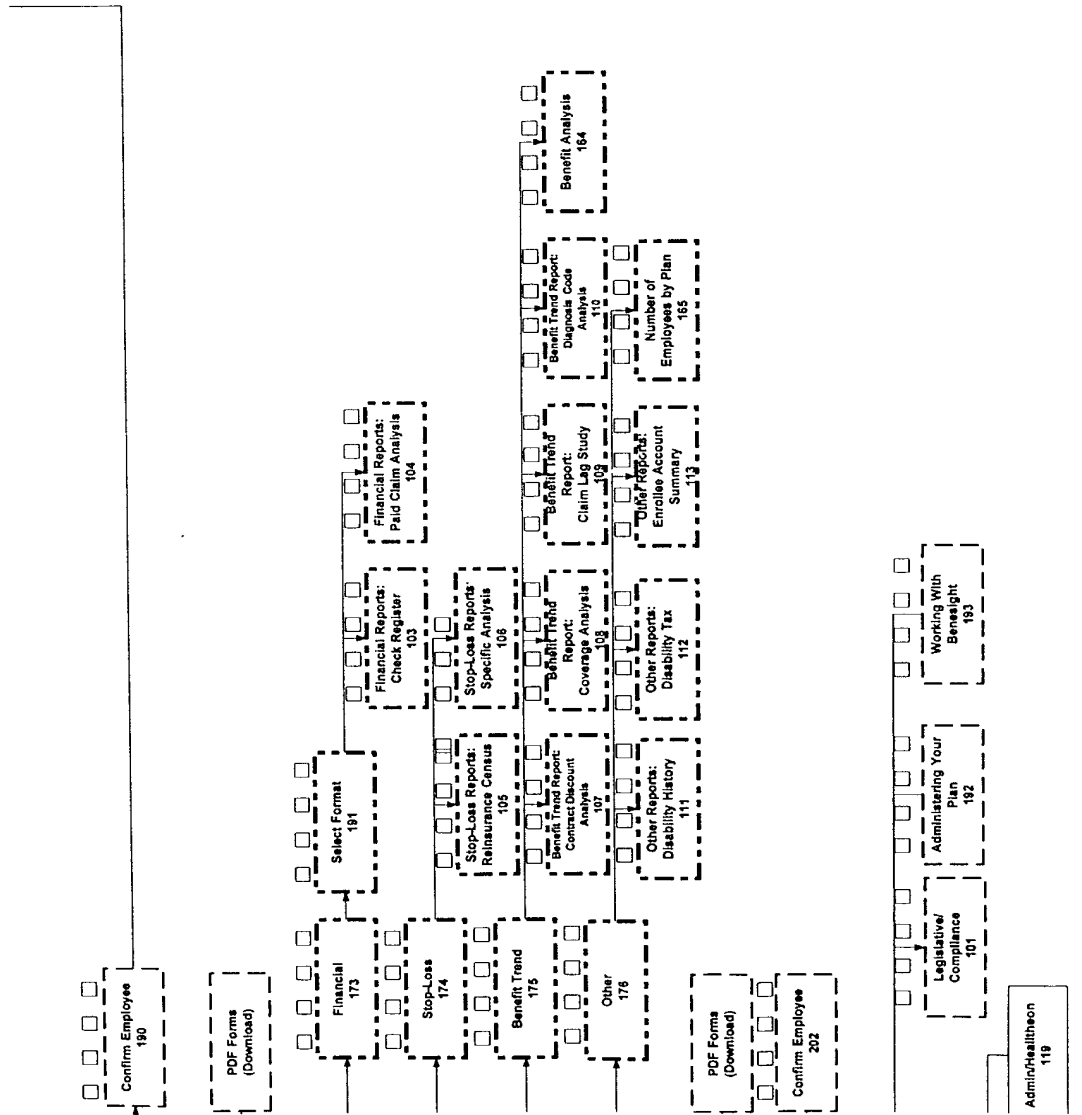 Confirm Employee
190
PDF Forms
(Download)
Financial
173
Select Format
191
Financial Reports:
Check Register
103
Financial Reports:
Paid Claim Analysis
104
Stop-Loss
174
Stop-Loss Reports:
Reinsurance Census
105
Stop-Loss Reports:
Specific Analysis
106
Benefit Trend
175
Benefit Trend Report:
Contract Discount
Analysis
107
Benefit Trend
Report:
Coverage Analysis
108
Benefit Trend
Report:
Claim Lag Study
109
Benefit Trend Report:
Diagnosis Code
Analysis
110
Benefit Analysis
164
Other
176
Other Reports:
Disability History
111
Other Reports:
Disability Tax
112
Other Reports:
Enrollee Account
Summary
113
Number of
Employees by Plan
165
PDF Forms
(Download)
Confirm Employee
202
Legislative/
Compliance
101
Administering Your
Plan
192
Working With
Benesight
193
Admin/Healtheon
119